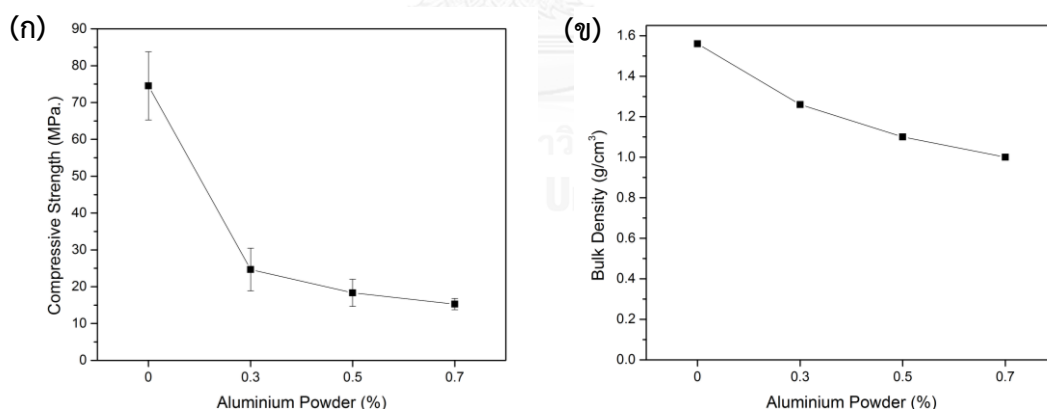 (ก)
90
80
70
60
50
40
30
20
10
0
Compressive Strength (MPa.)
0 0.3 0.5 0.7
Aluminium Powder (%)
(ข)
1.6
1.4
1.2
1.0
0.8
0.6
0.4
0.2
0.0
Bulk Density (g/cm³)
0 0.3 0.5 0.7
Aluminium Powder (%)